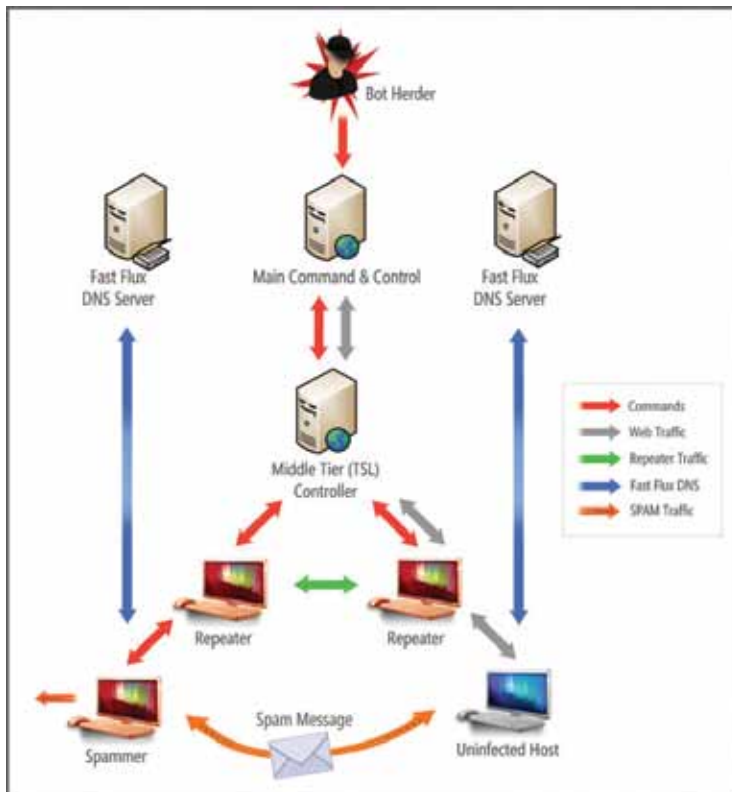 Bot Herder
Fast Flux
DNS Server
Main Command & Control
Fast Flux
DNS Server
Middle Tier (TSL)
Controller
Commands
Web Traffic
Repeater Traffic
Fast Flux DNS
SPAM Traffic
Repeater
Repeater
Spammer
Spam Message
Uninfected Host